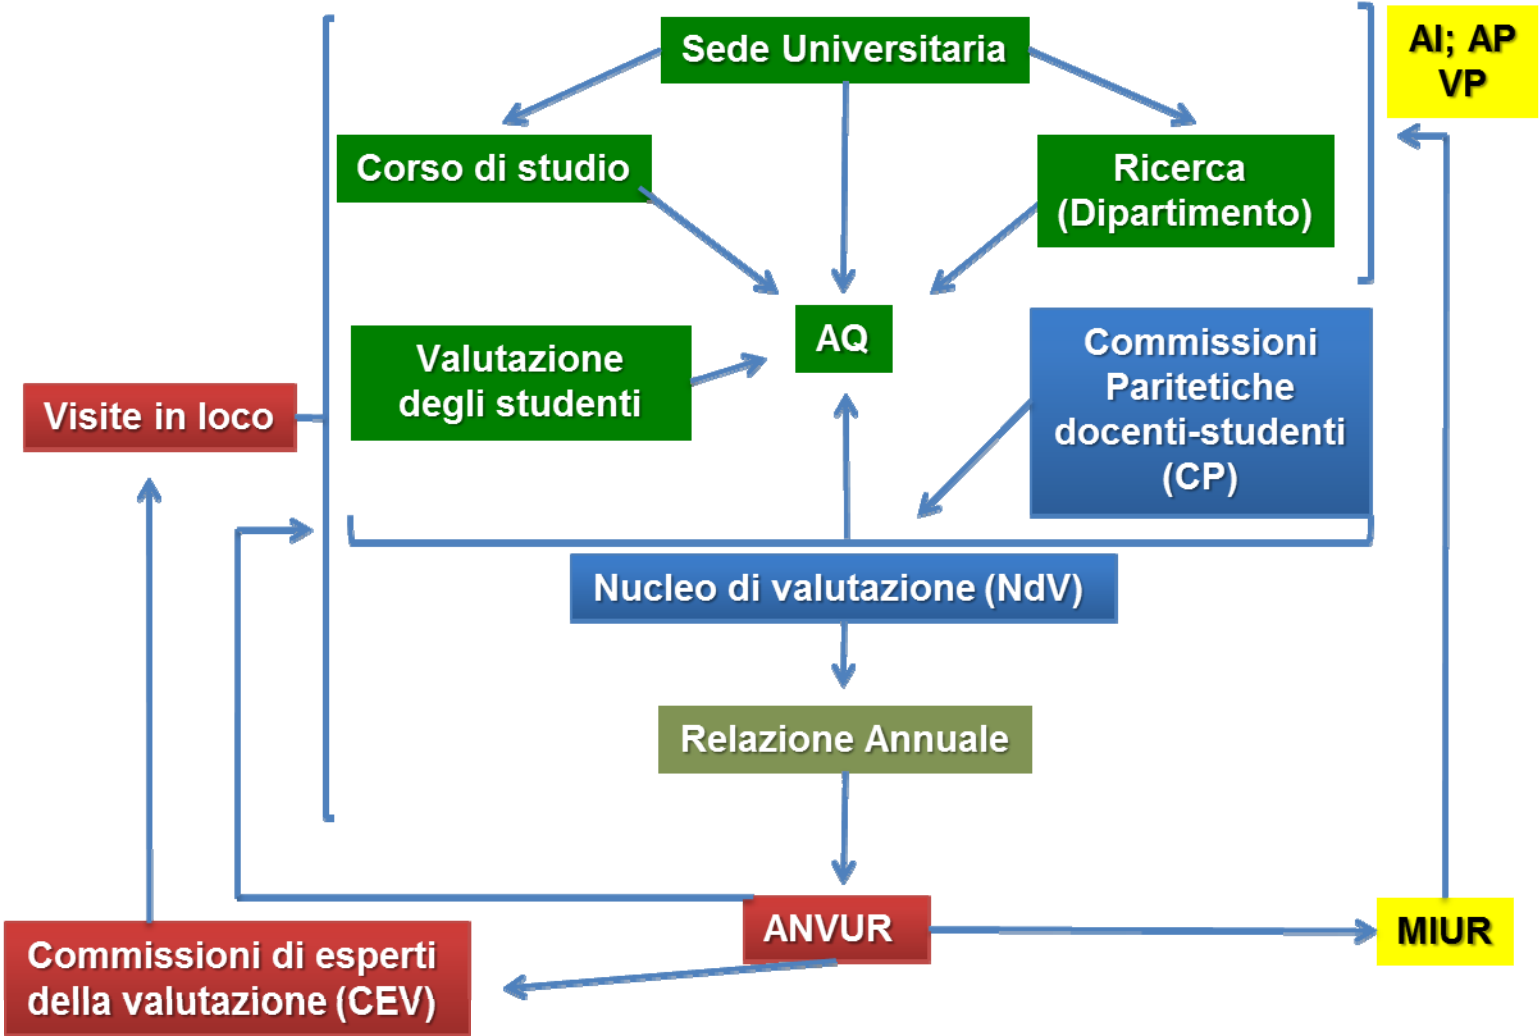 Sede Universitaria
AI; AP
VP
Corso di studio
Ricerca
(Dipartimento)
AQ
Valutazione
degli studenti
Commissioni
Paritetiche
docenti-studenti
(CP)
Visite in loco
Nucleo di valutazione (NdV)
Relazione Annuale
ANVUR
MIUR
Commissioni di esperti
della valutazione (CEV)